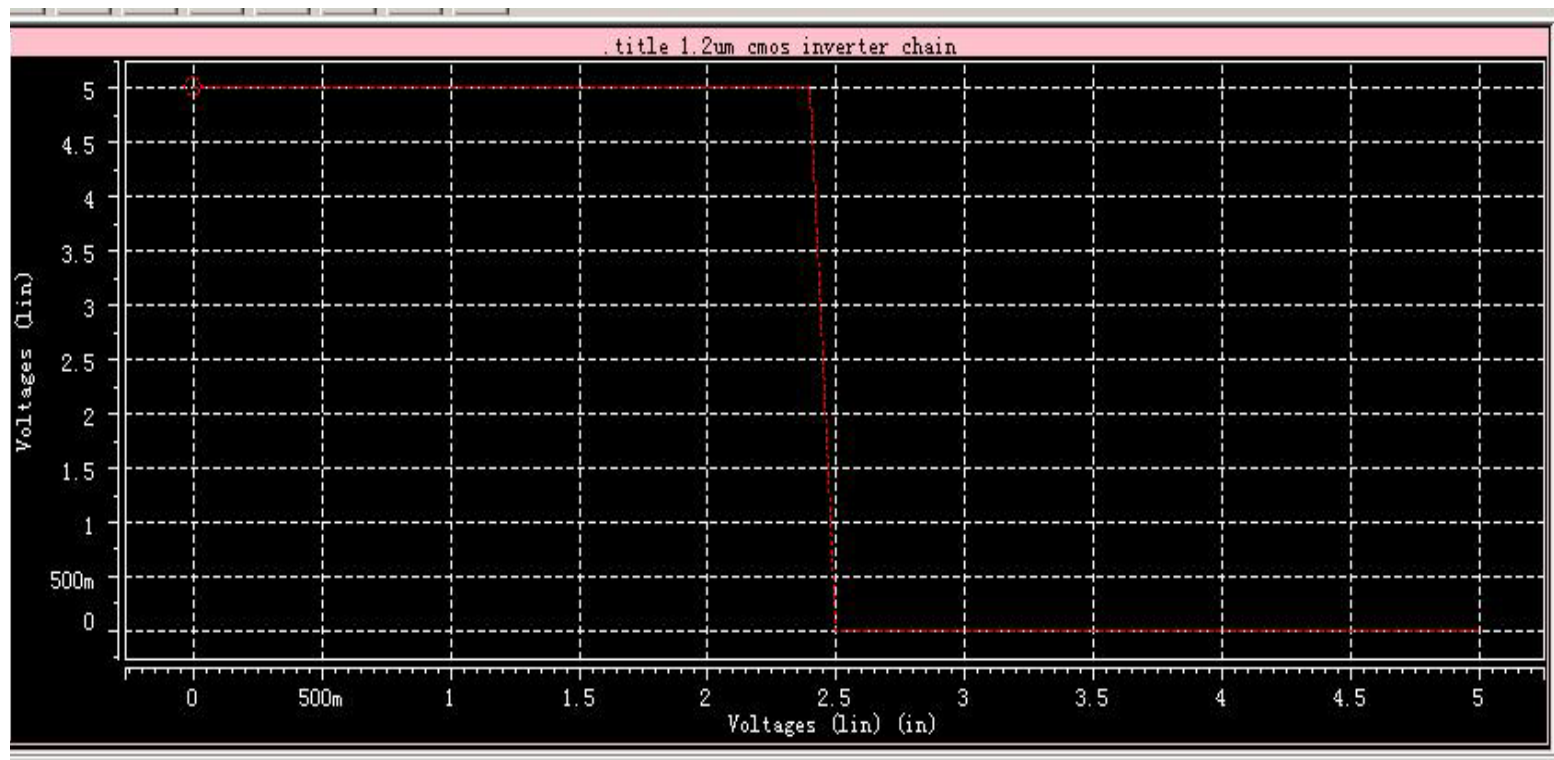 .title 1.2um cmos inverter chain
5
4.5
4
3.5
3
2.5
2
1.5
1
500m
0
Voltages (lin)
0 500m 1 1.5 2 2.5 3 3.5 4 4.5 5
Voltages (lin) (in)